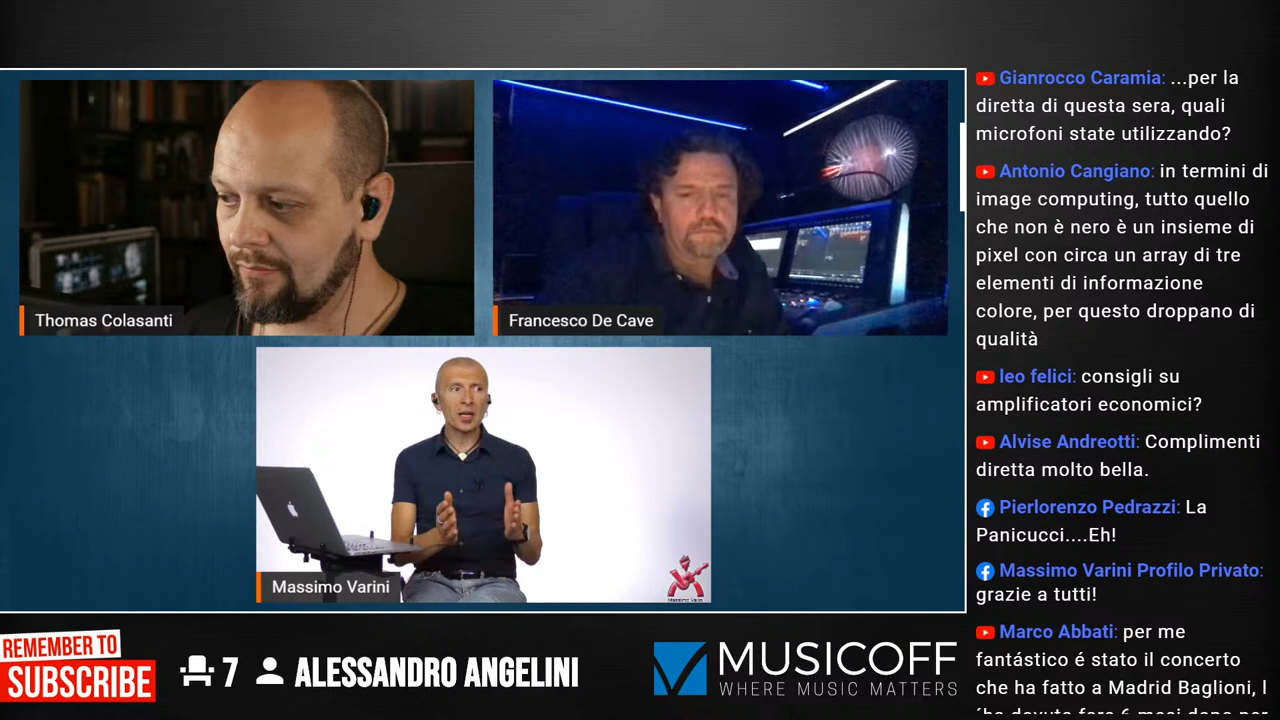 Thomas Colasanti
Francesco De Cave
Massimo Varini
Massimo Varini
Gianrocco Caramia: ...per la
diretta di questa sera, quali
microfoni state utilizzando?
Antonio Cangiano: in termini di
image computing, tutto quello
che non è nero è un insieme di
pixel con circa un array di tre
elementi di informazione
colore, per questo droppano di
qualità
leo felici: consigli su
amplificatori economici?
Alvise Andreotti: Complimenti
diretta molto bella.
Pierlorenzo Pedrazzi: La
Panicucci....Eh!
Massimo Varini Profilo Privato:
grazie a tutti!
Marco Abbati: per me
fantástico é stato il concerto
che ha fatto a Madrid Baglioni, l
REMEMBER TO
SUBSCRIBE
7 ALESSANDRO ANGELINI
MUSICOFF
WHERE MUSIC MATTERS